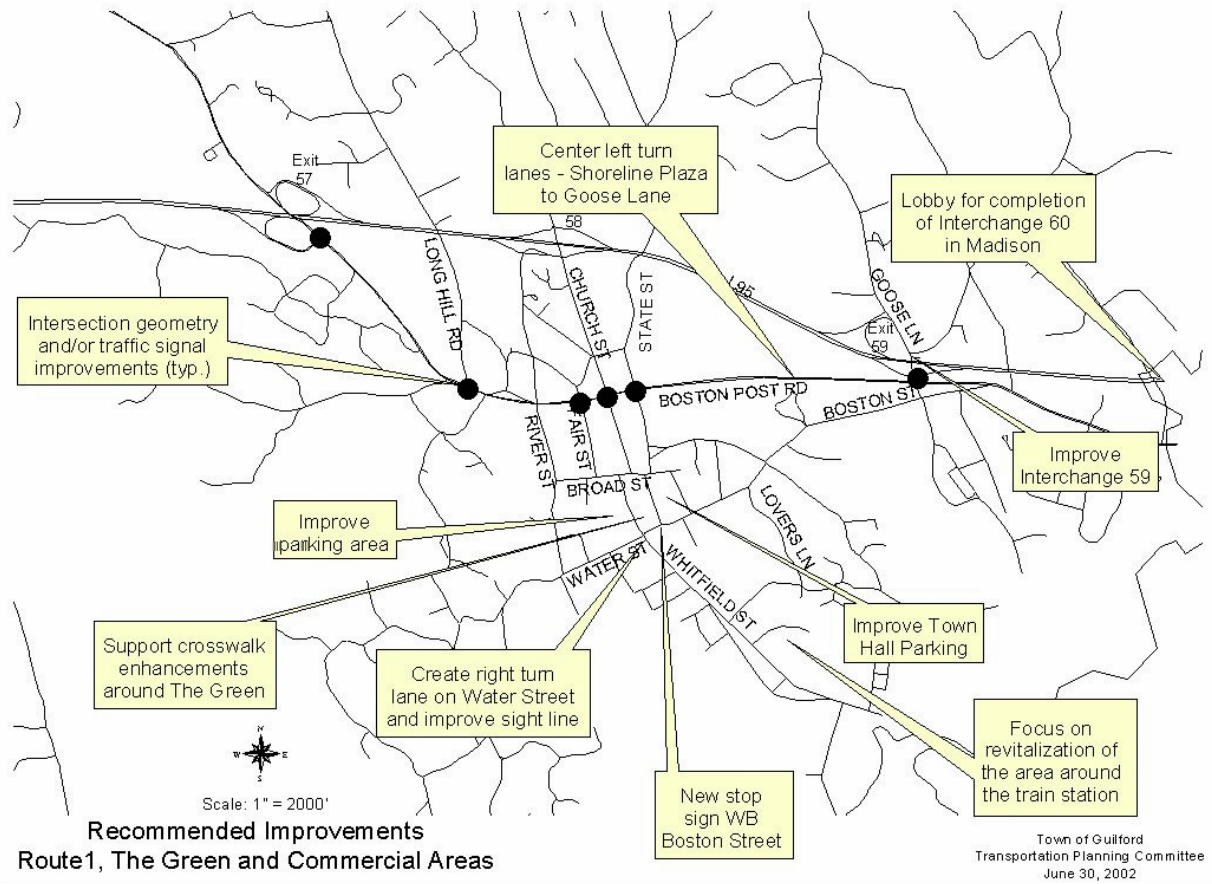 Center left turn
lanes - Shoreline Plaza
to Goose Lane
Exit
57
Lobby for completion
of Interchange 60
in Madison
58
LONG HILL RD
CHURCH ST
STATE ST
I 95
GOOSE LN
Exit
59
Intersection geometry
and/or traffic signal
improvements (typ.)
BOSTON POST RD
BOSTON ST
RIVER ST
FAIR ST
BROAD ST
Improve
Interchange 59
LOVERS LN
Improve
parking area
WATER ST
WHITFIELD ST
Support crosswalk
enhancements
around The Green
Create right turn
lane on Water Street
and improve sight line
Improve Town
Hall Parking
Focus on
revitalization of
the area around
the train station
New stop
sign WB
Boston Street
N
W E
S
Scale: 1" = 2000'
Recommended Improvements
Route1, The Green and Commercial Areas
Town of Guilford
Transportation Planning Committee
June 30, 2002